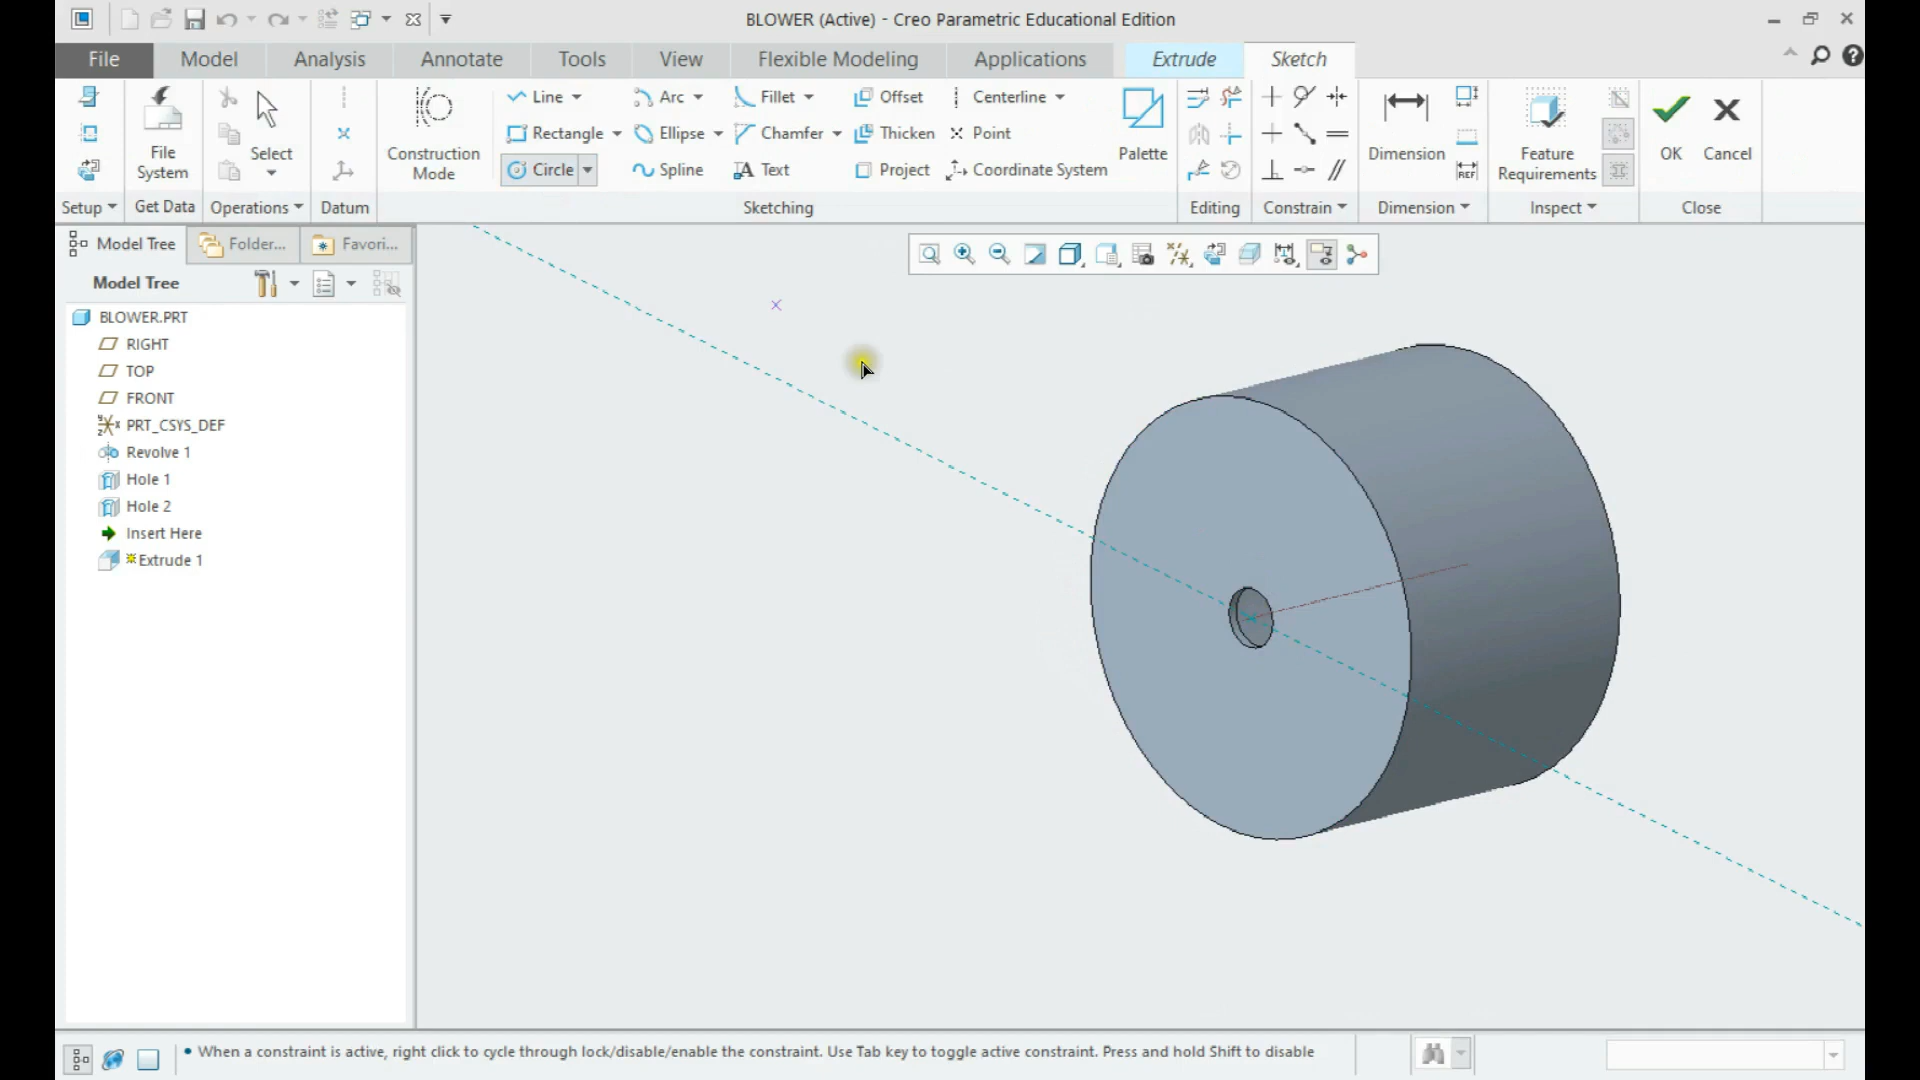 BLOWER (Active) - Creo Parametric Educational Edition
File Model Analysis Annotate Tools View Flexible Modeling Applications Extrude Sketch
Line Arc Fillet Offset Centerline
Rectangle Ellipse Chamfer Thicken Point
Circle Spline Text Project Coordinate System
File System
Select
Construction Mode
Palette
Dimension
REF
Feature Requirements
OK Cancel
Setup Get Data Operations Datum Sketching Editing Constrain Dimension Inspect Close
Model Tree Folder... Favori...
Model Tree
BLOWER.PRT
RIGHT
TOP
FRONT
PRT_CSYS_DEF
Revolve 1
Hole 1
Hole 2
Insert Here
Extrude 1
• When a constraint is active, right click to cycle through lock/disable/enable the constraint. Use Tab key to toggle active constraint. Press and hold Shift to disable